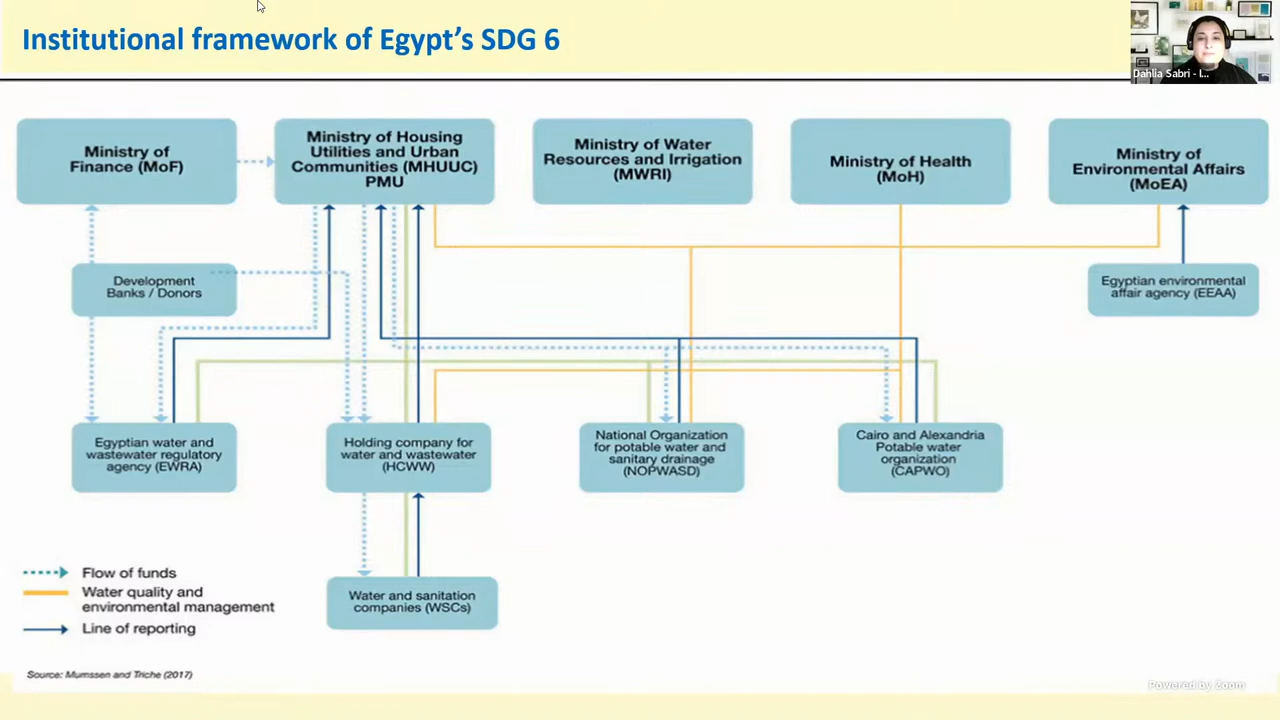 Institutional framework of Egypt's SDG 6
Dahlia Sabri - I...
Ministry of
Finance (MoF)
Ministry of Housing
Utilities and Urban
Communities (MHUUC)
PMU
Ministry of Water
Resources and Irrigation
(MWRI)
Ministry of Health
(MoH)
Ministry of
Environmental Affairs
(MoEA)
Development
Banks / Donors
Egyptian environmental
affair agency (EEAA)
Egyptian water and
wastewater regulatory
agency (EWRA)
Holding company for
water and wastewater
(HCWW)
National Organization
for potable water and
sanitary drainage
(NOPWASD)
Cairo and Alexandria
Potable water
organization
(CAPWO)
Water and sanitation
companies (WSCs)
Flow of funds
Water quality and
environmental management
Line of reporting
Source: Mumssen and Triche (2017)
Powered by Zoom